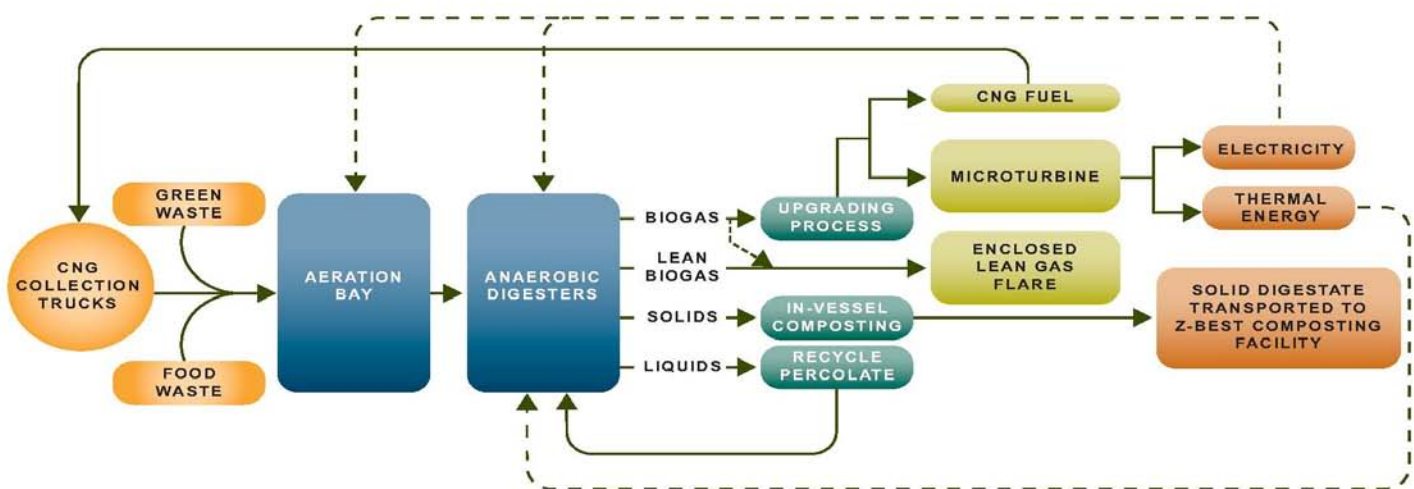 CNG
COLLECTION
TRUCKS
GREEN
WASTE
FOOD
WASTE
AERATION
BAY
ANAEROBIC
DIGESTERS
BIOGAS
LEAN
BIOGAS
SOLIDS
LIQUIDS
UPGRADING
PROCESS
IN-VESSEL
COMPOSTING
RECYCLE
PERCOLATE
CNG FUEL
MICROTURBINE
ENCLOSED
LEAN GAS
FLARE
ELECTRICITY
THERMAL
ENERGY
SOLID DIGESTATE
TRANSPORTED TO
Z-BEST COMPOSTING
FACILITY